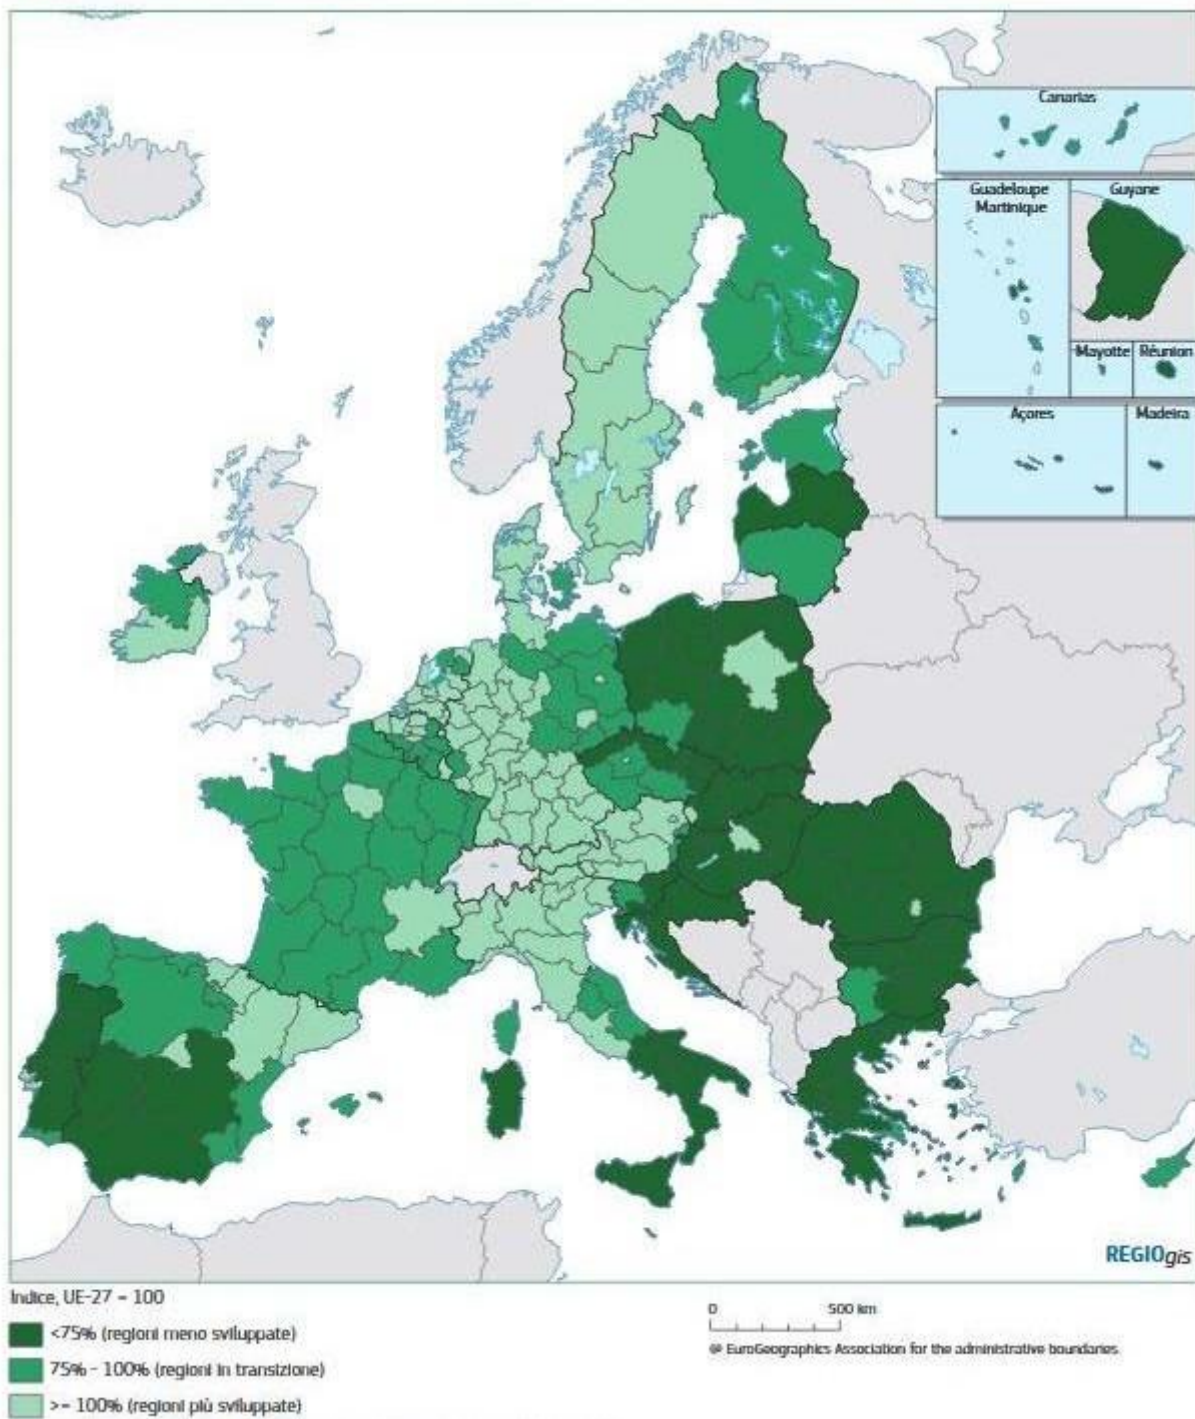 Canarias
Guadeloupe
Martinique
Guyane
Mayotte
Réunion
Açores
Madeira
REGIOgis
Indice, UE-27 = 100
<75% (regioni meno sviluppate)
75% - 100% (regioni in transizione)
>= 100% (regioni più sviluppate)
0 500 km
© EuroGeographics Association for the administrative boundaries